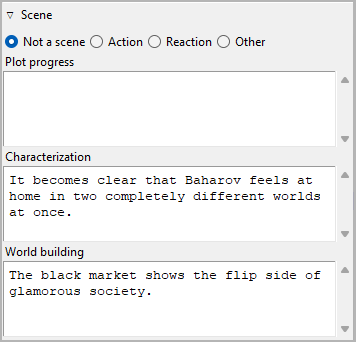 Scene
Not a scene Action Reaction Other
Plot progress
Characterization
It becomes clear that Baharov feels at
home in two completely different worlds
at once.
World building
The black market shows the flip side of
glamorous society.